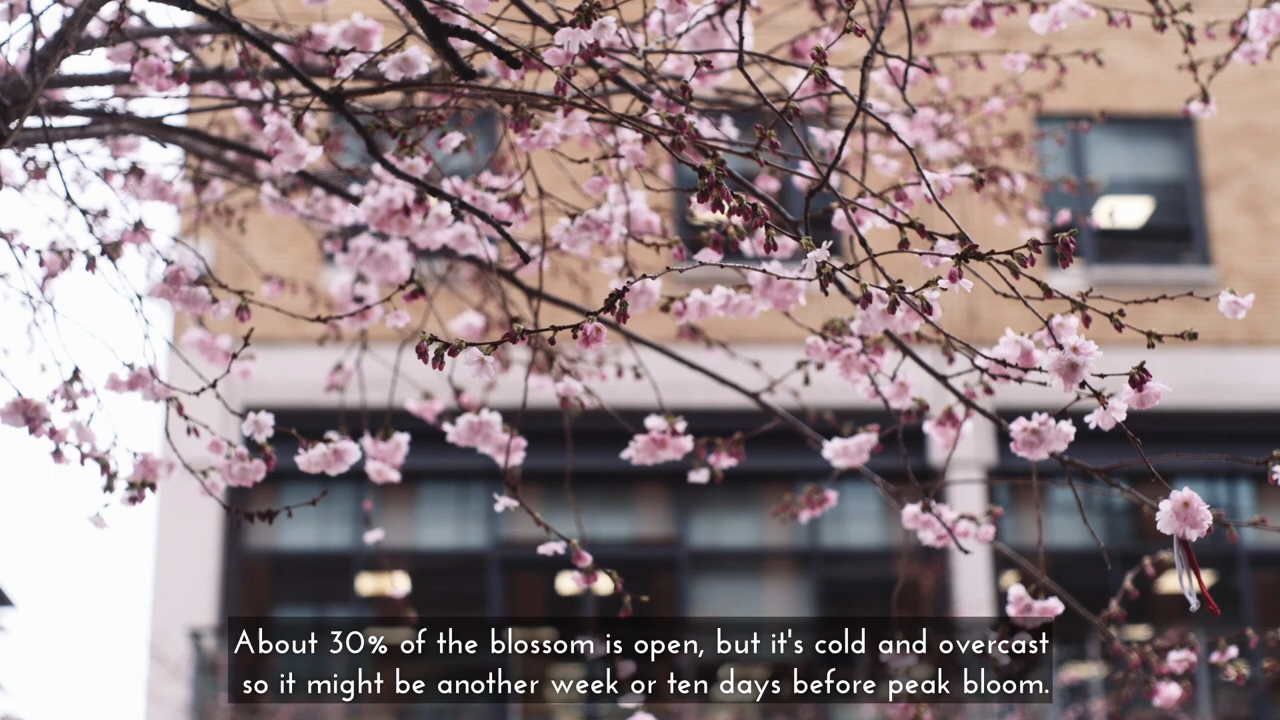 About 30% of the blossom is open, but it's cold and overcast
so it might be another week or ten days before peak bloom.